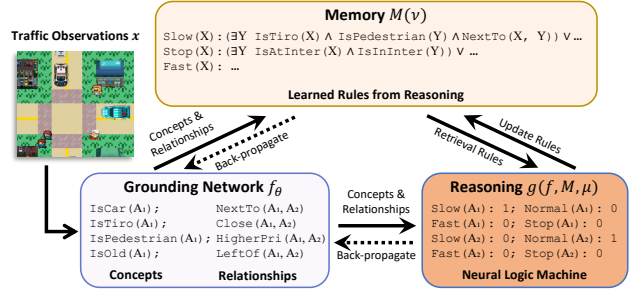 Memory M(ν)
Traffic Observations x
Slow(X):(∃Y IsTiro(X) ∧ IsPedestrian(Y) ∧NextTo(X, Y)) ∨ …
Stop(X):(∃Y IsAtInter(X) ∧ IsInInter(Y)) ∨ …
Fast(X): …
Learned Rules from Reasoning
Concepts &
Relationships
Back-propagate
Update Rules
Retrieval Rules
Grounding Network fθ
IsCar(A₁); NextTo(A₁, A₂)
IsTiro(A₁); Close(A₁, A₂)
IsPedestrian(A₁); HigherPri(A₁, A₂)
IsOld(A₁); LeftOf(A₁, A₂)
Concepts Relationships
Concepts &
Relationships
Back-propagate
Reasoning g(f, M, μ)
Slow(A₁): 1; Normal(A₁): 0
Fast(A₁): 0; Stop(A₁): 0
Slow(A₂): 0; Normal(A₂): 1
Fast(A₂): 0; Stop(A₂): 0
Neural Logic Machine